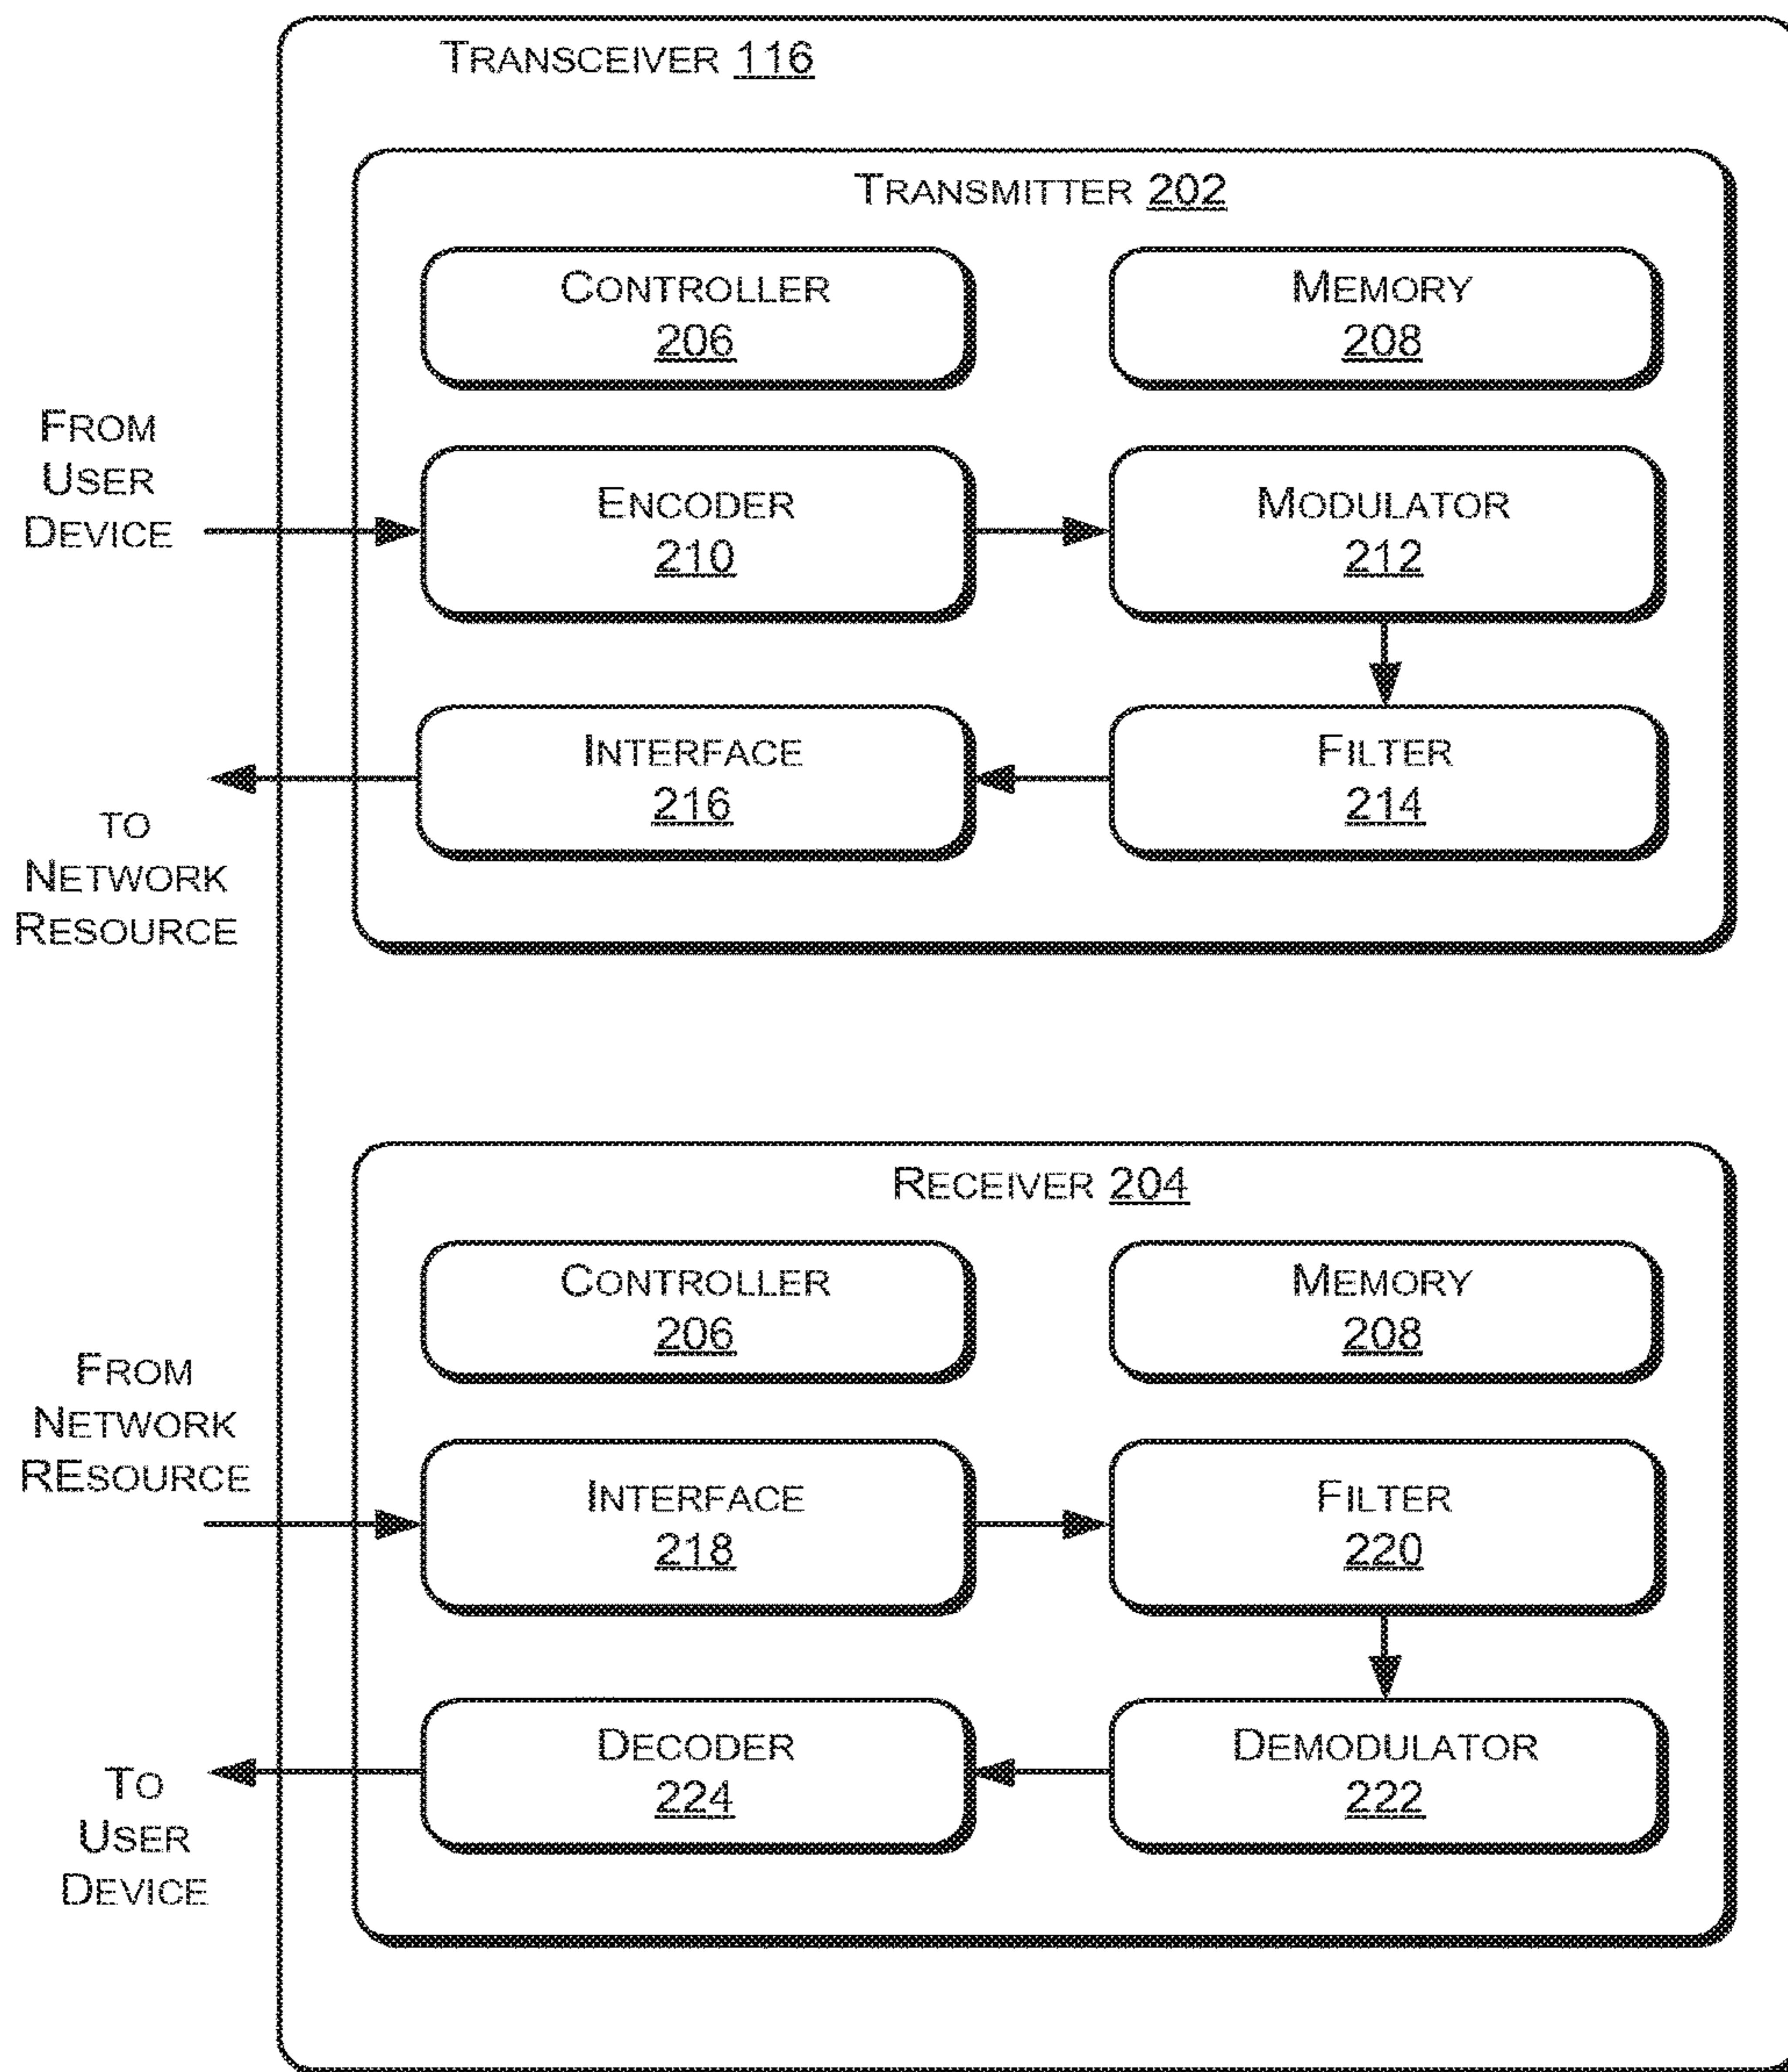 TRANSCEIVER 116
TRANSMITTER 202
CONTROLLER
206
MEMORY
208
FROM
USER
DEVICE
ENCODER
210
MODULATOR
212
INTERFACE
216
FILTER
214
TO
NETWORK
RESOURCE
RECEIVER 204
CONTROLLER
206
MEMORY
208
FROM
NETWORK
RESOURCE
INTERFACE
218
FILTER
220
DECODER
224
DEMODULATOR
222
TO
USER
DEVICE